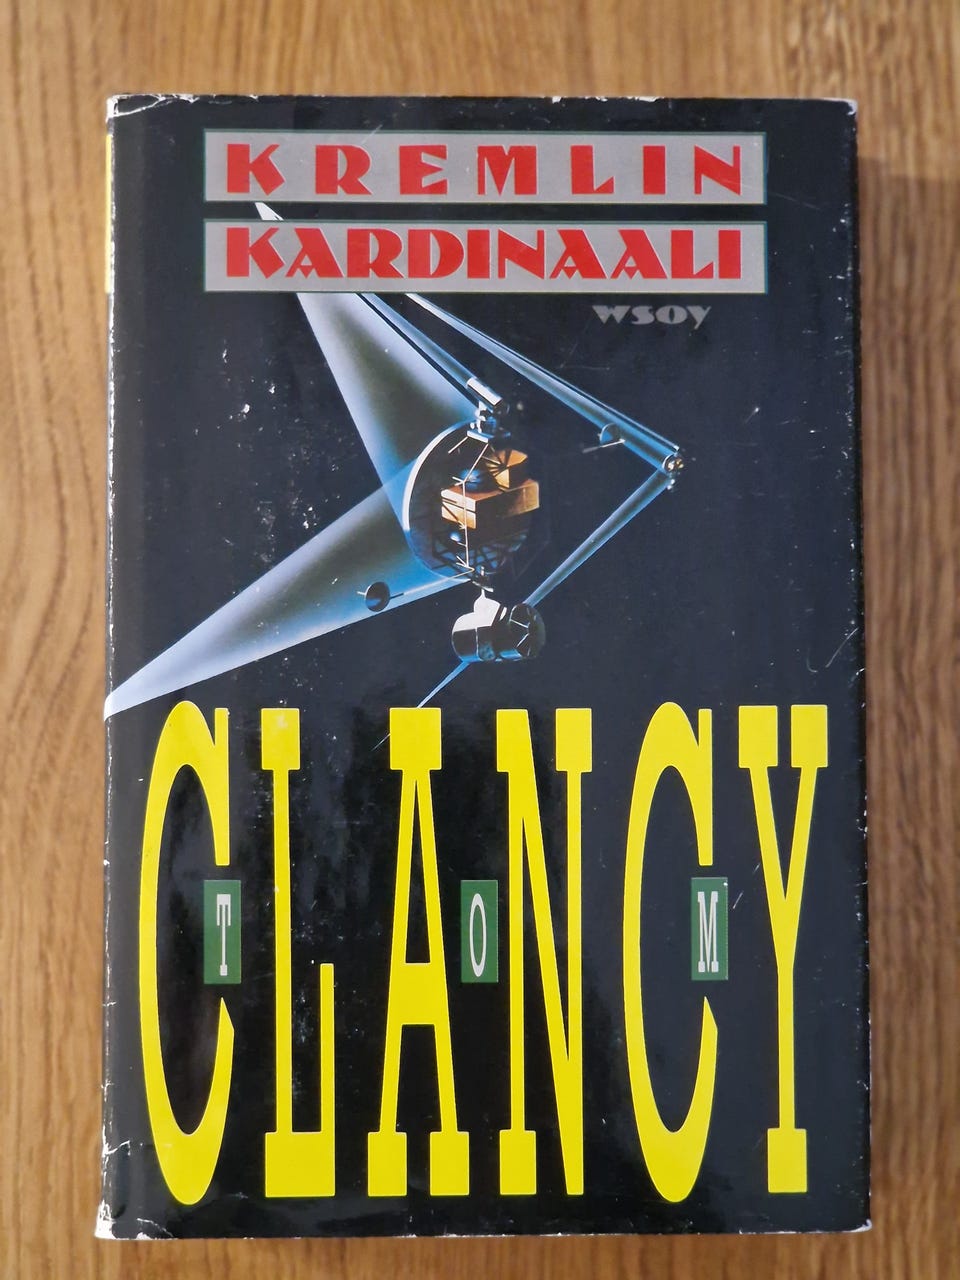 KREMLIN
KARDINAALI
WSOY
CLANCY
TOM